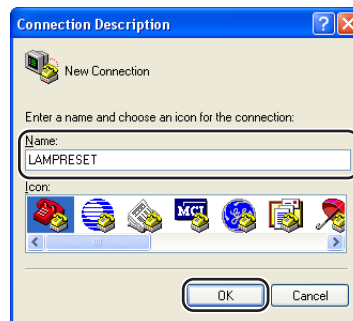 Connection Description
New Connection
Enter a name and choose an icon for the connection:
Name:
LAMPRESET
Icon:
MCI
OK
Cancel